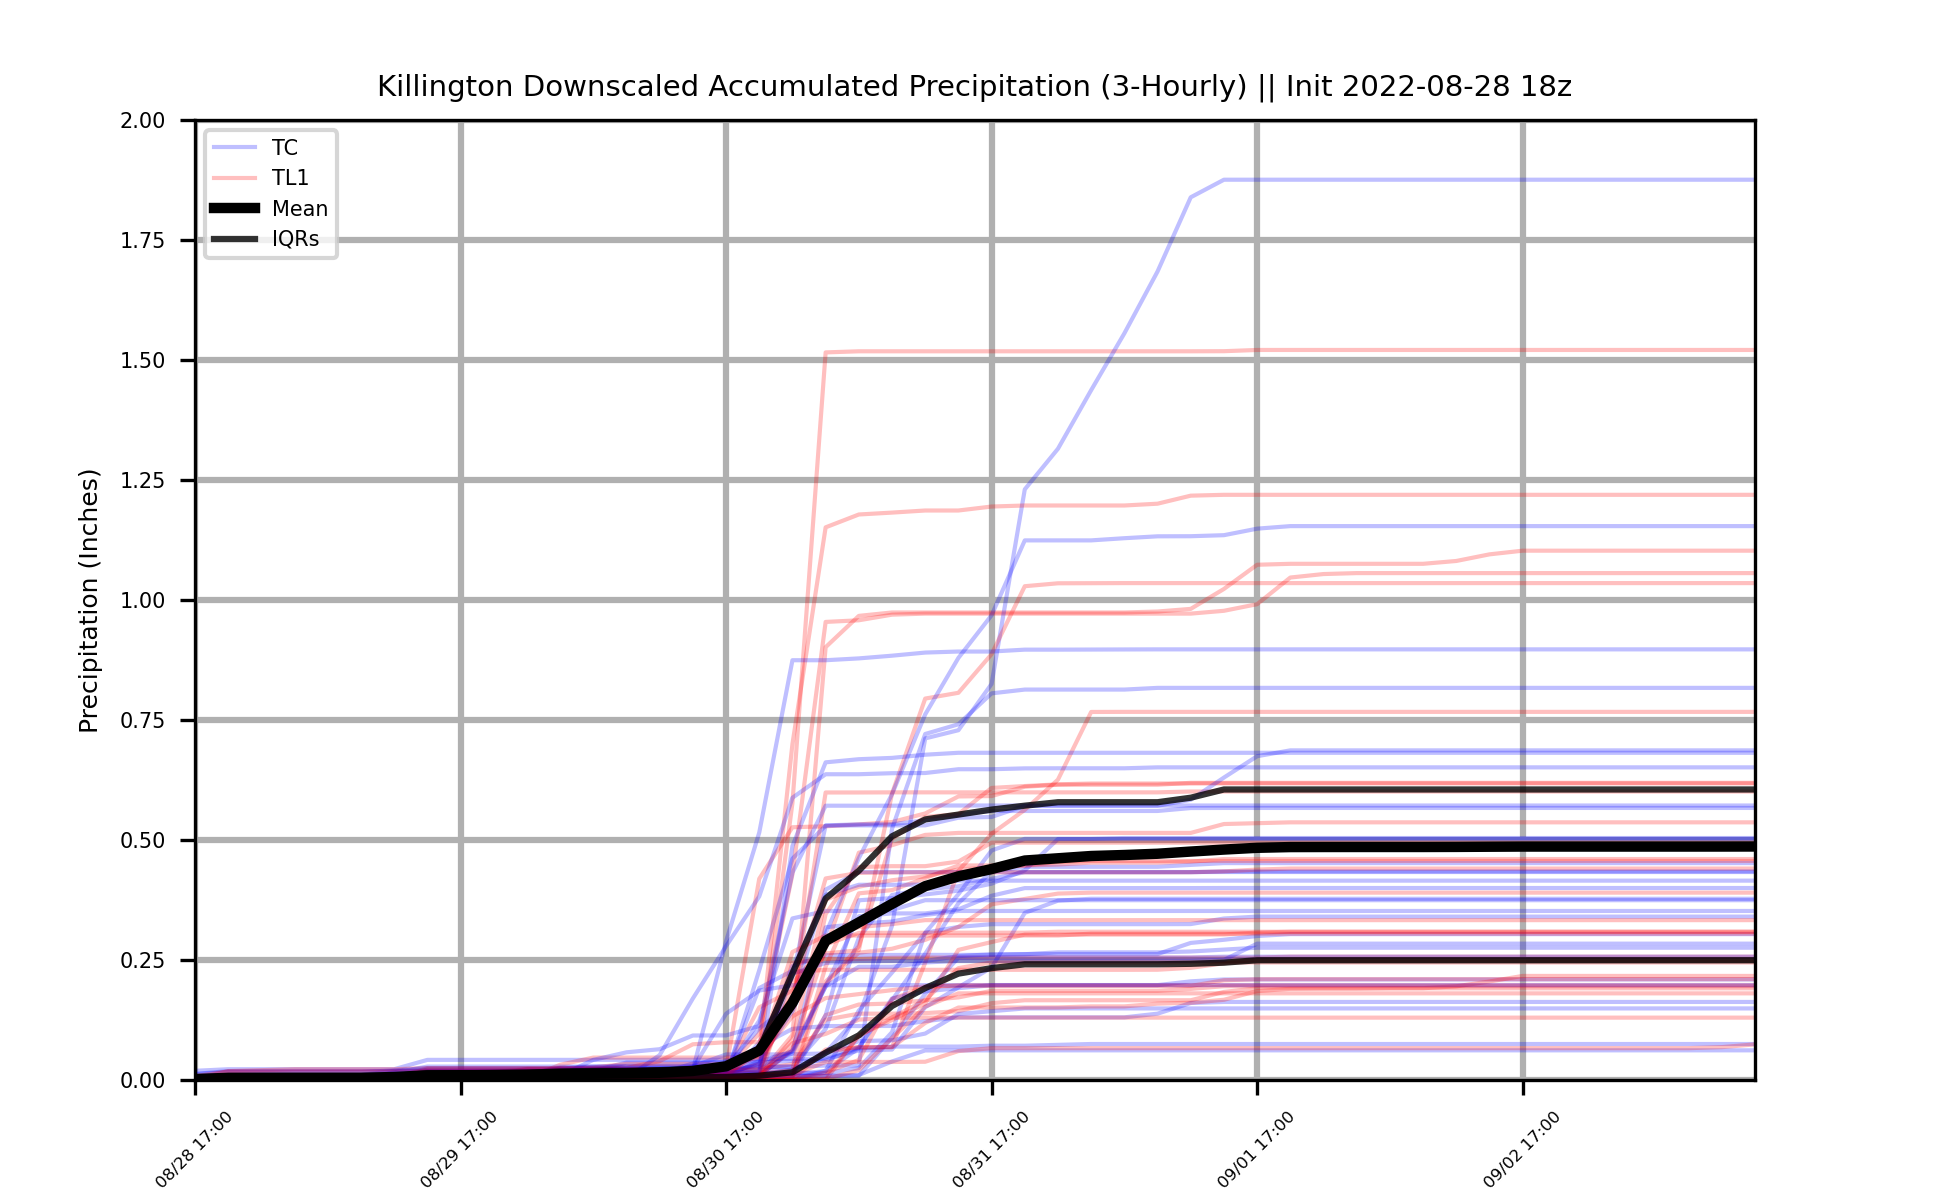 Killington Downscaled Accumulated Precipitation (3-Hourly) || Init 2022-08-28 18z
2.00
1.75
1.50
1.25
1.00
0.75
0.50
0.25
0.00
Precipitation (Inches)
TC
TL1
Mean
IQRs
08/28 17:00
08/29 17:00
08/30 17:00
08/31 17:00
09/01 17:00
09/02 17:00